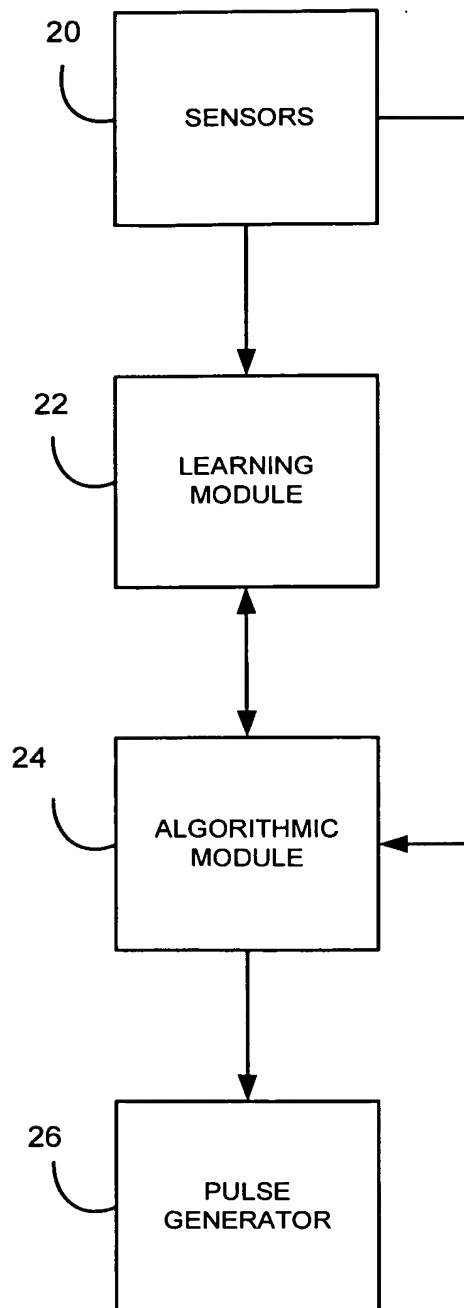 20
SENSORS
22
LEARNING
MODULE
24
ALGORITHMIC
MODULE
26
PULSE
GENERATOR